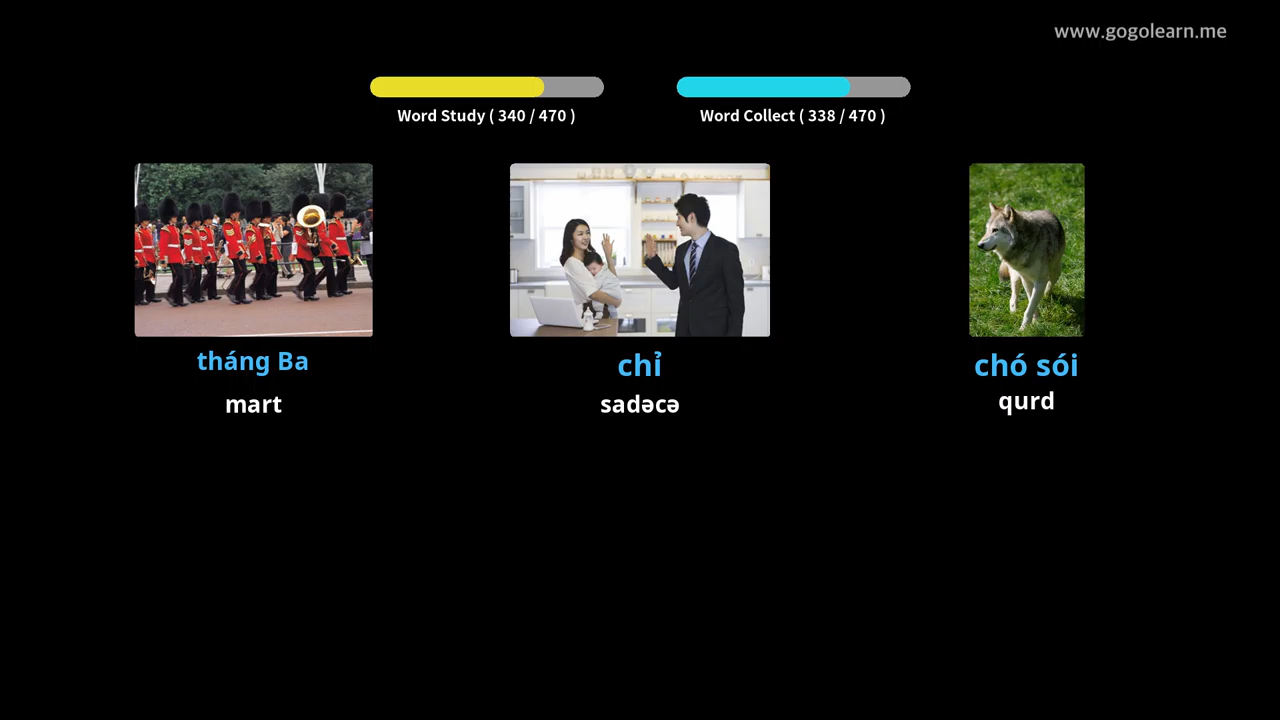 www.gogolearn.me
Word Study ( 340 / 470 )
Word Collect ( 338 / 470 )
tháng Ba
mart
chỉ
sadəcə
chó sói
qurd